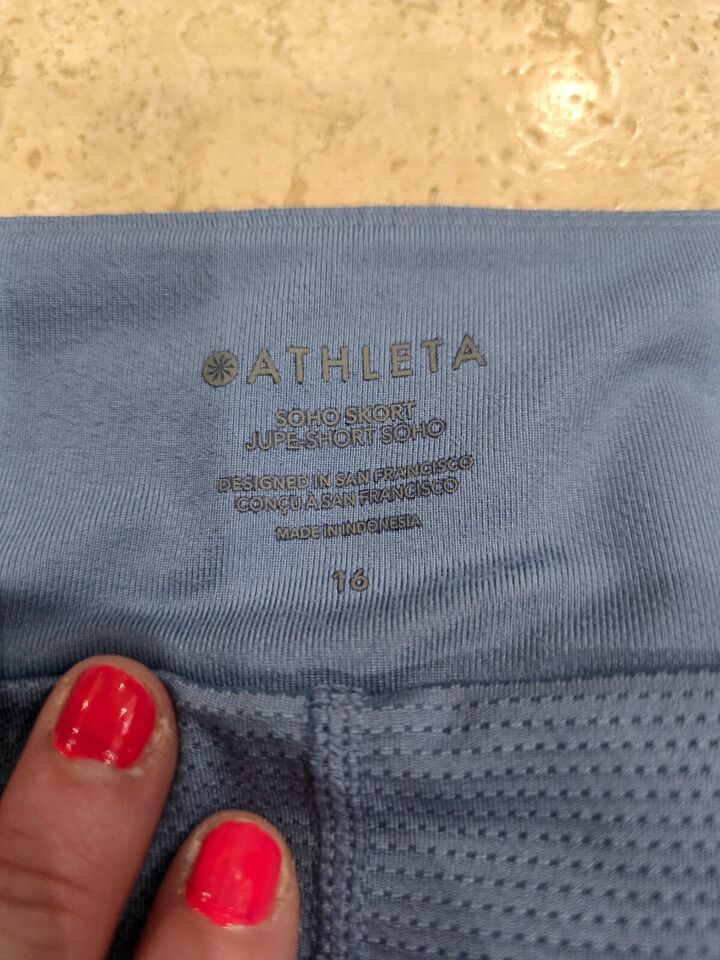 ATHLETA
SOHO SKORT
JUPE-SHORT SOHO
DESIGNED IN SAN FRANCISCO
CONÇU À SAN FRANCISCO
MADE IN INDONESIA
16